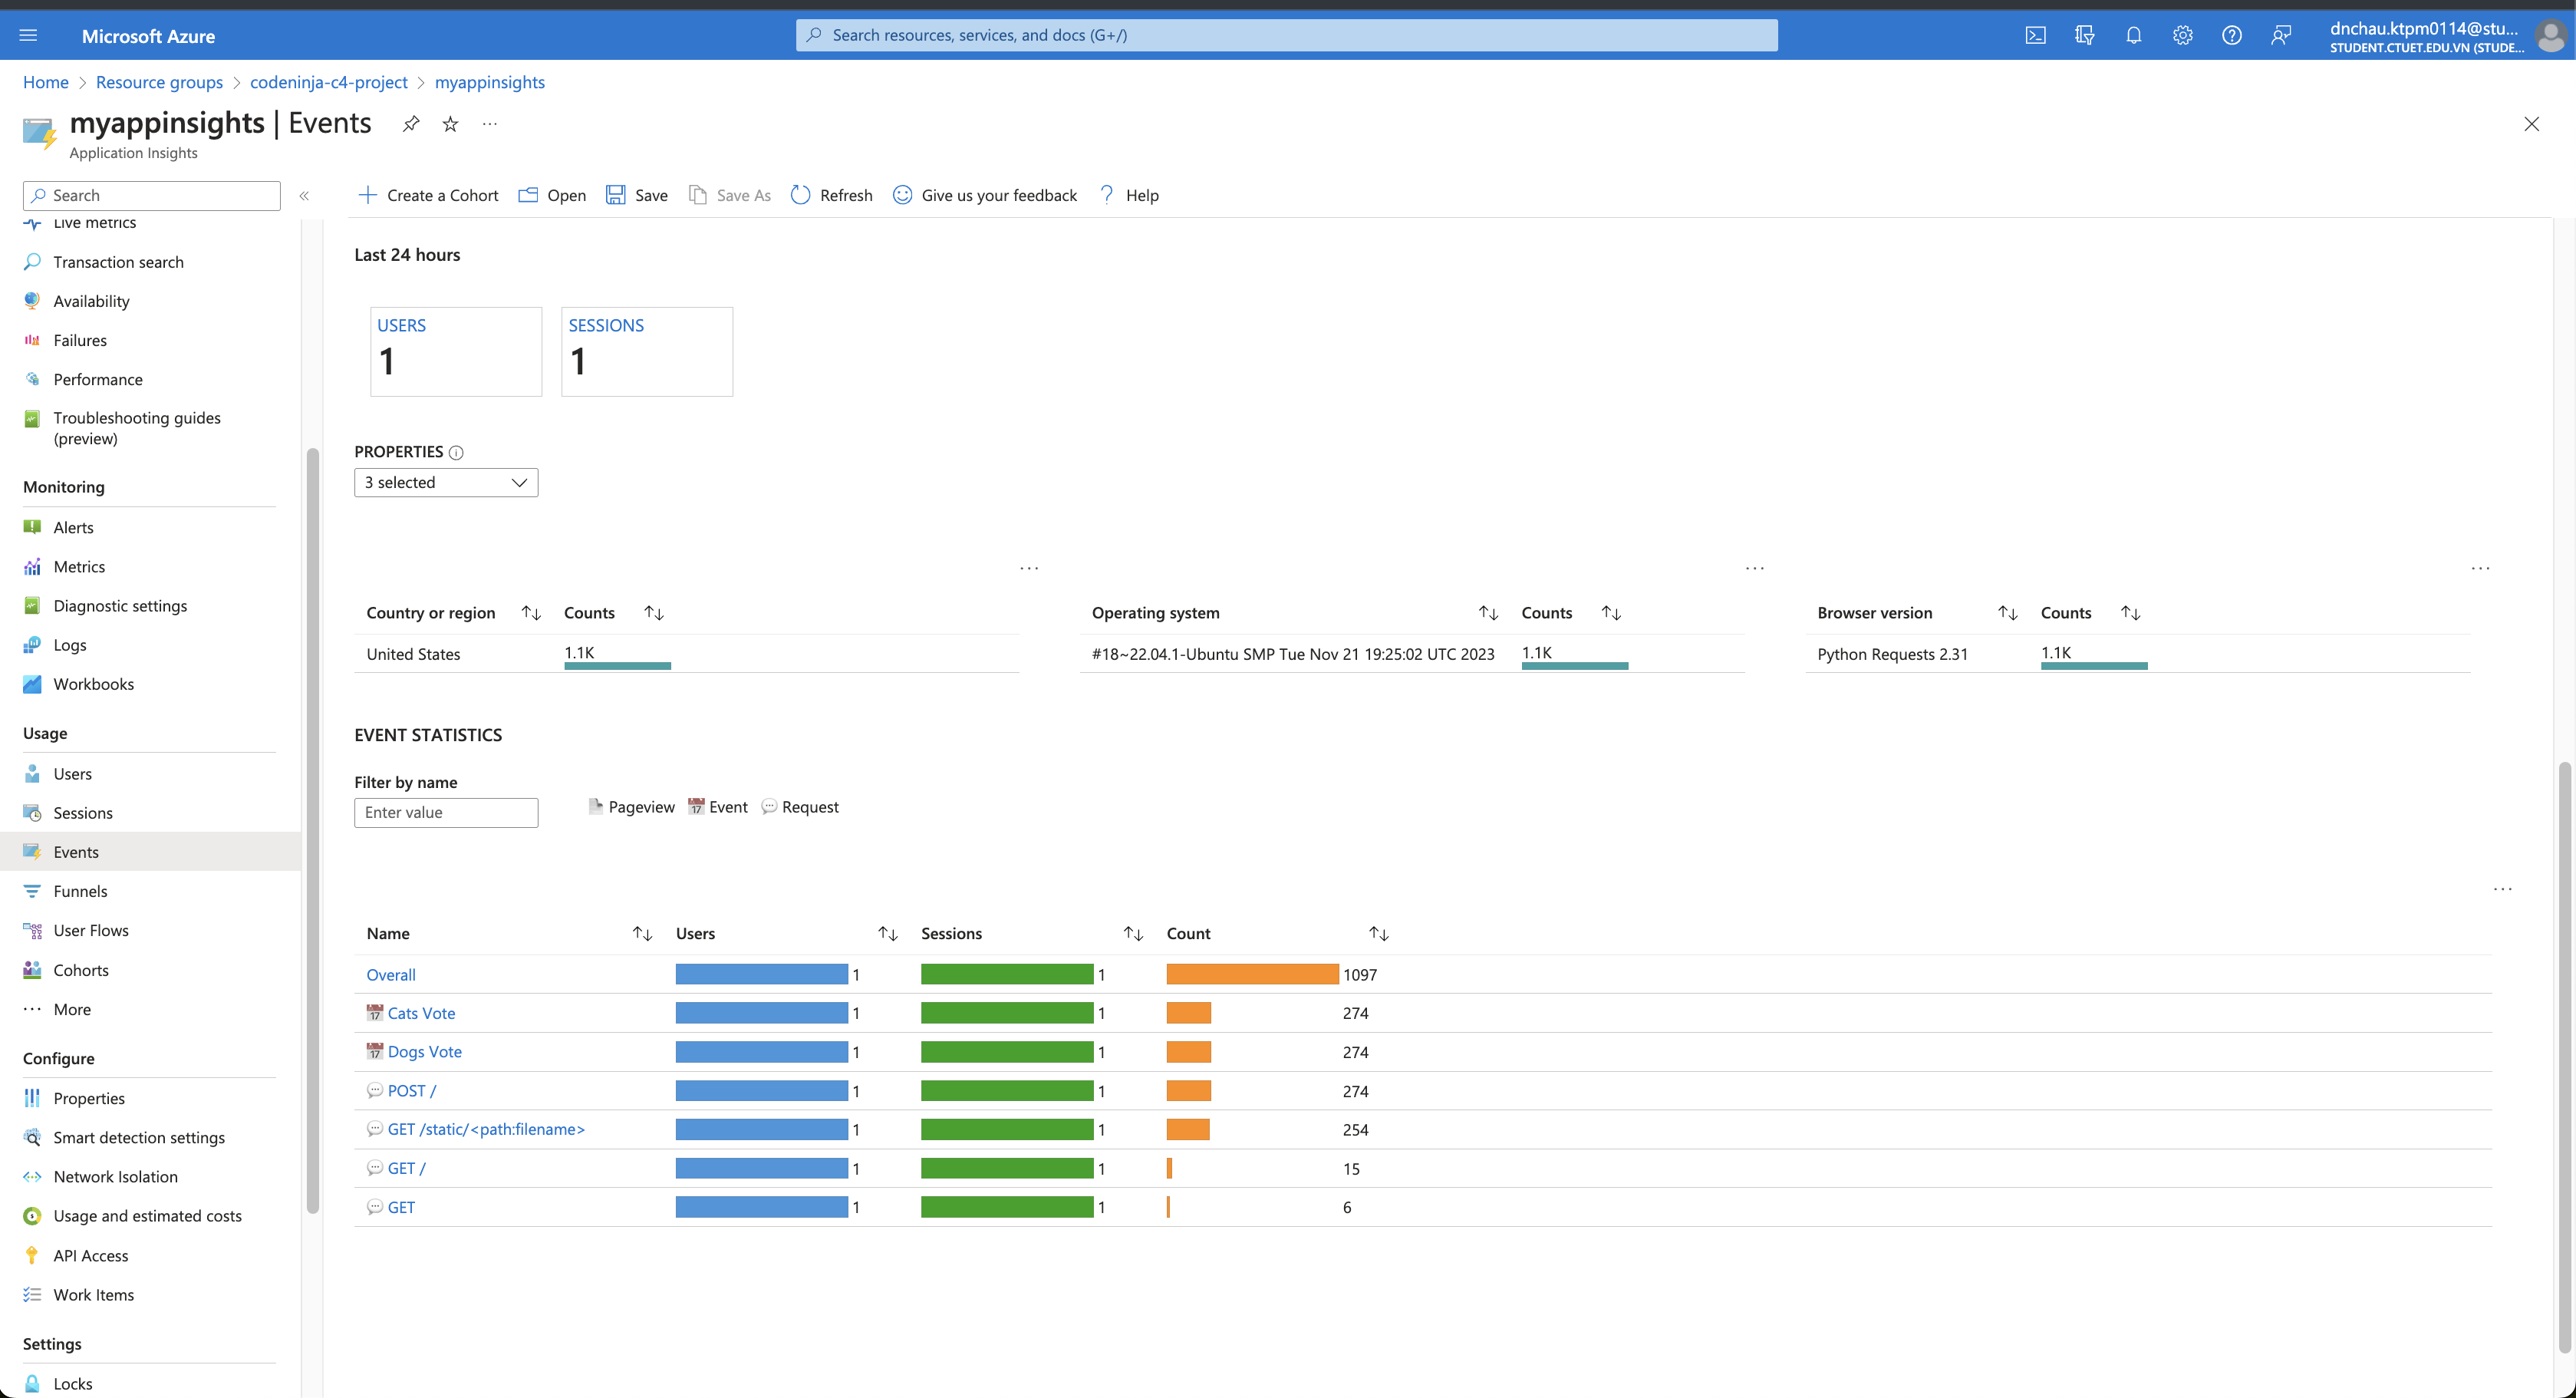 Microsoft Azure
Search resources, services, and docs (G+/)
dnchau.ktpm0114@stu...
STUDENT.CTUET.EDU.VN (STUDE...
Home > Resource groups > codeninja-c4-project > myappinsights
myappinsights | Events
Application Insights
Search
Create a Cohort
Open
Save
Save As
Refresh
Give us your feedback
Help
Live metrics
Transaction search
Availability
Failures
Performance
Troubleshooting guides
(preview)
Monitoring
Alerts
Metrics
Diagnostic settings
Logs
Workbooks
Usage
Users
Sessions
Events
Funnels
User Flows
Cohorts
More
Configure
Properties
Smart detection settings
Network Isolation
Usage and estimated costs
API Access
Work Items
Settings
Locks
Last 24 hours
USERS
1
SESSIONS
1
PROPERTIES
3 selected
Country or region Counts
United States 1.1K
Operating system Counts
#18~22.04.1-Ubuntu SMP Tue Nov 21 19:25:02 UTC 2023 1.1K
Browser version Counts
Python Requests 2.31 1.1K
EVENT STATISTICS
Filter by name
Enter value
Pageview Event Request
Name Users Sessions Count
Overall 1 1 1097
Cats Vote 1 1 274
Dogs Vote 1 1 274
POST / 1 1 274
GET /static/<path:filename> 1 1 254
GET / 1 1 15
GET 1 1 6